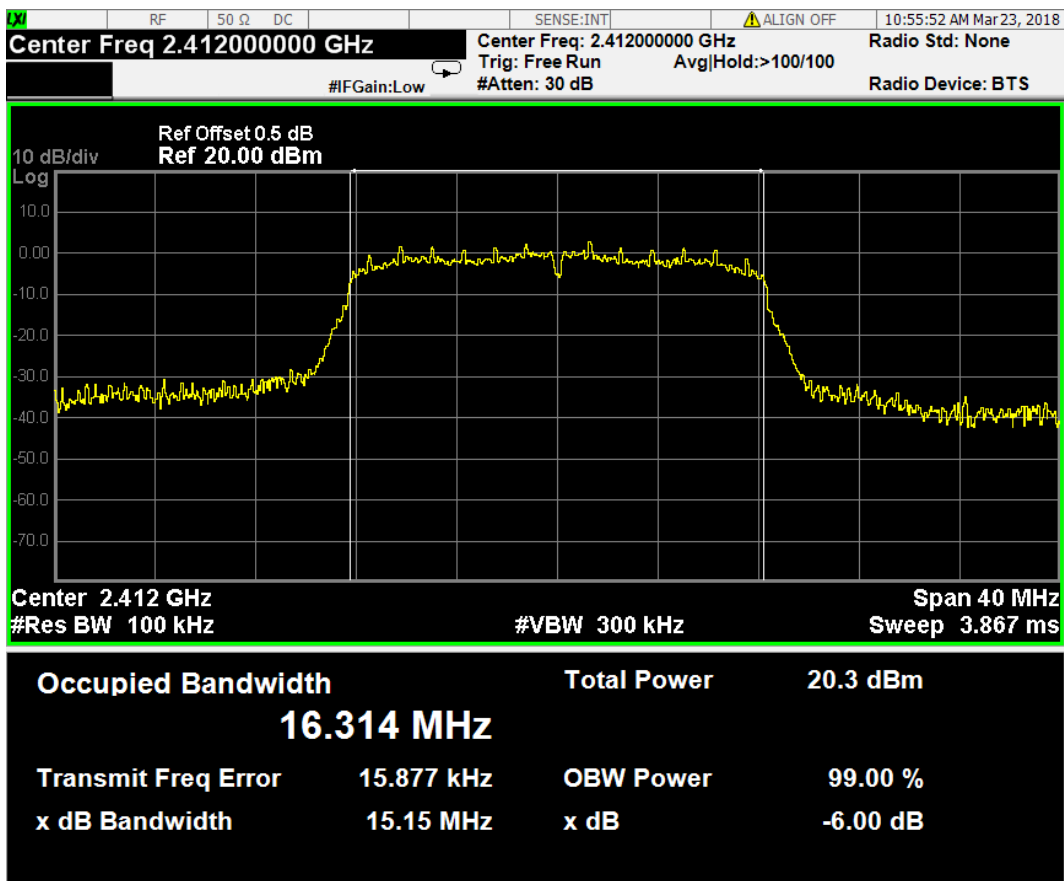 LXI RF 50 Ω DC SENSE:INT ALIGN OFF 10:55:52 AM Mar 23, 2018
Center Freq 2.412000000 GHz
Center Freq: 2.412000000 GHz Radio Std: None
Trig: Free Run Avg|Hold:>100/100
#IFGain:Low #Atten: 30 dB Radio Device: BTS
Ref Offset 0.5 dB
10 dB/div Ref 20.00 dBm
Log
10.0
0.00
-10.0
-20.0
-30.0
-40.0
-50.0
-60.0
-70.0
Center 2.412 GHz Span 40 MHz
#Res BW 100 kHz #VBW 300 kHz Sweep 3.867 ms
Occupied Bandwidth Total Power 20.3 dBm
16.314 MHz
Transmit Freq Error 15.877 kHz OBW Power 99.00 %
x dB Bandwidth 15.15 MHz x dB -6.00 dB